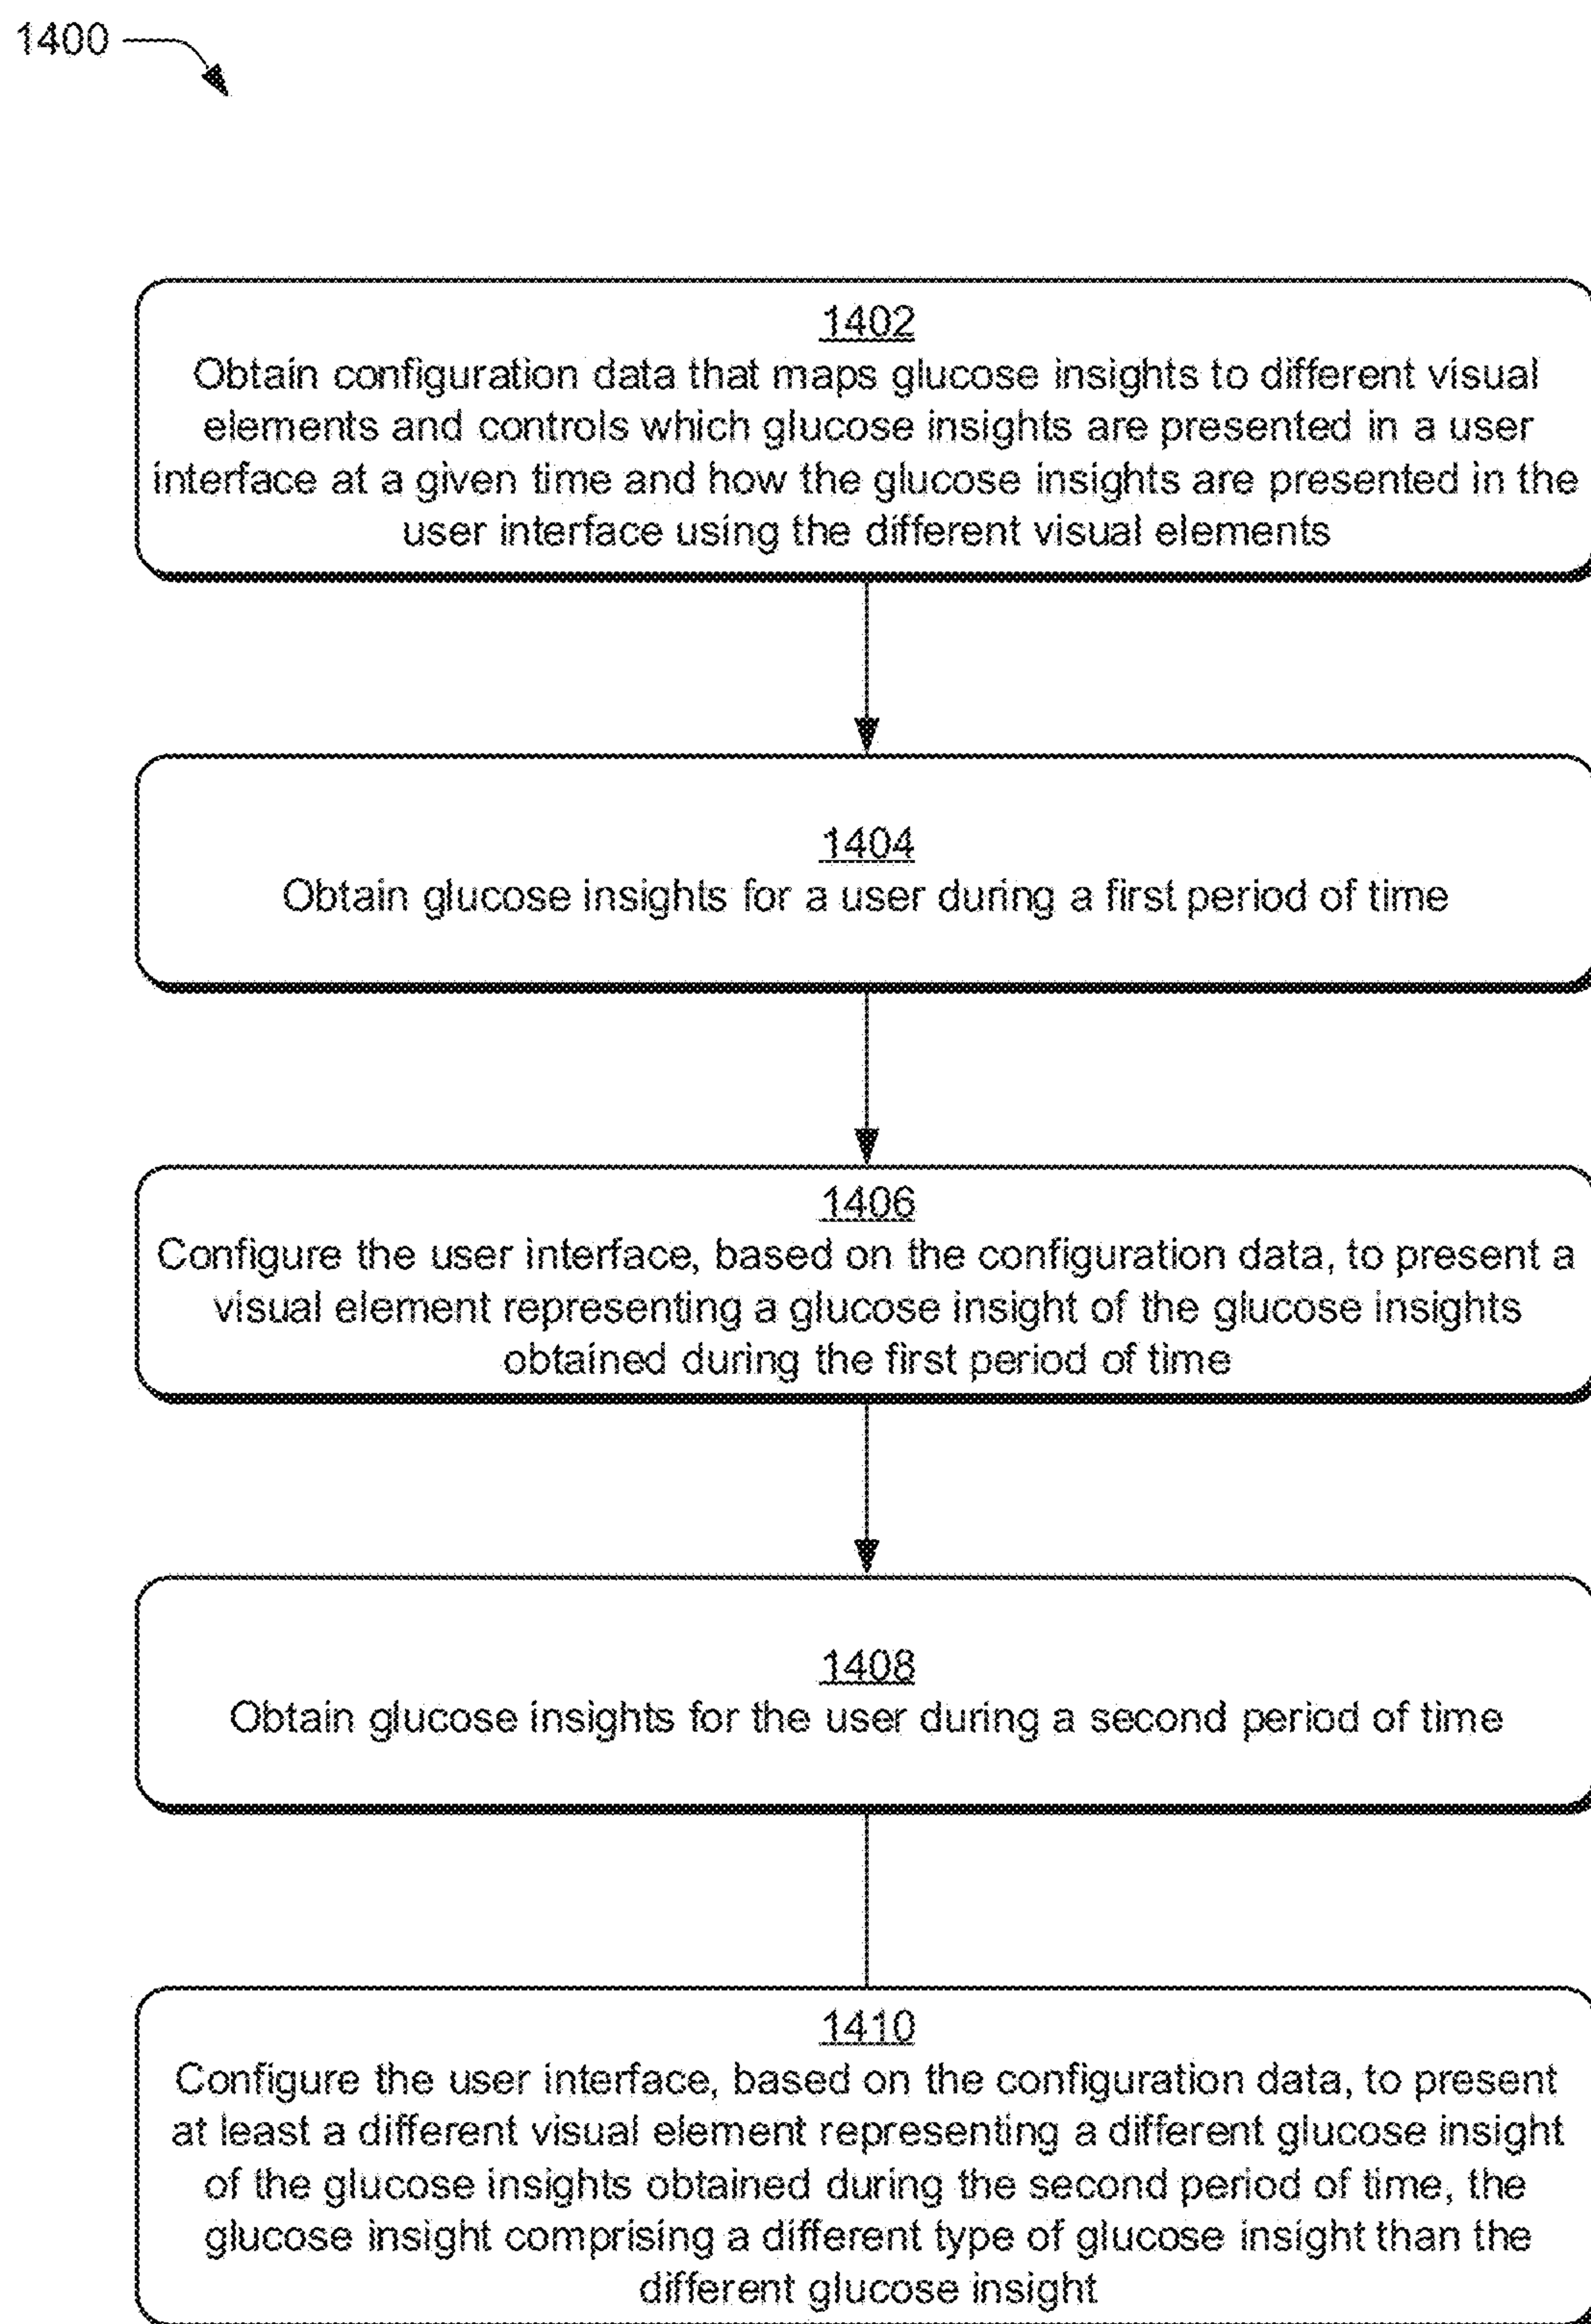 1400
1402
Obtain configuration data that maps glucose insights to different visual
elements and controls which glucose insights are presented in a user
interface at a given time and how the glucose insights are presented in the
user interface using the different visual elements
1404
Obtain glucose insights for a user during a first period of time
1406
Configure the user interface, based on the configuration data, to present a
visual element representing a glucose insight of the glucose insights
obtained during the first period of time
1408
Obtain glucose insights for the user during a second period of time
1410
Configure the user interface, based on the configuration data, to present
at least a different visual element representing a different glucose insight
of the glucose insights obtained during the second period of time, the
glucose insight comprising a different type of glucose insight than the
different glucose insight